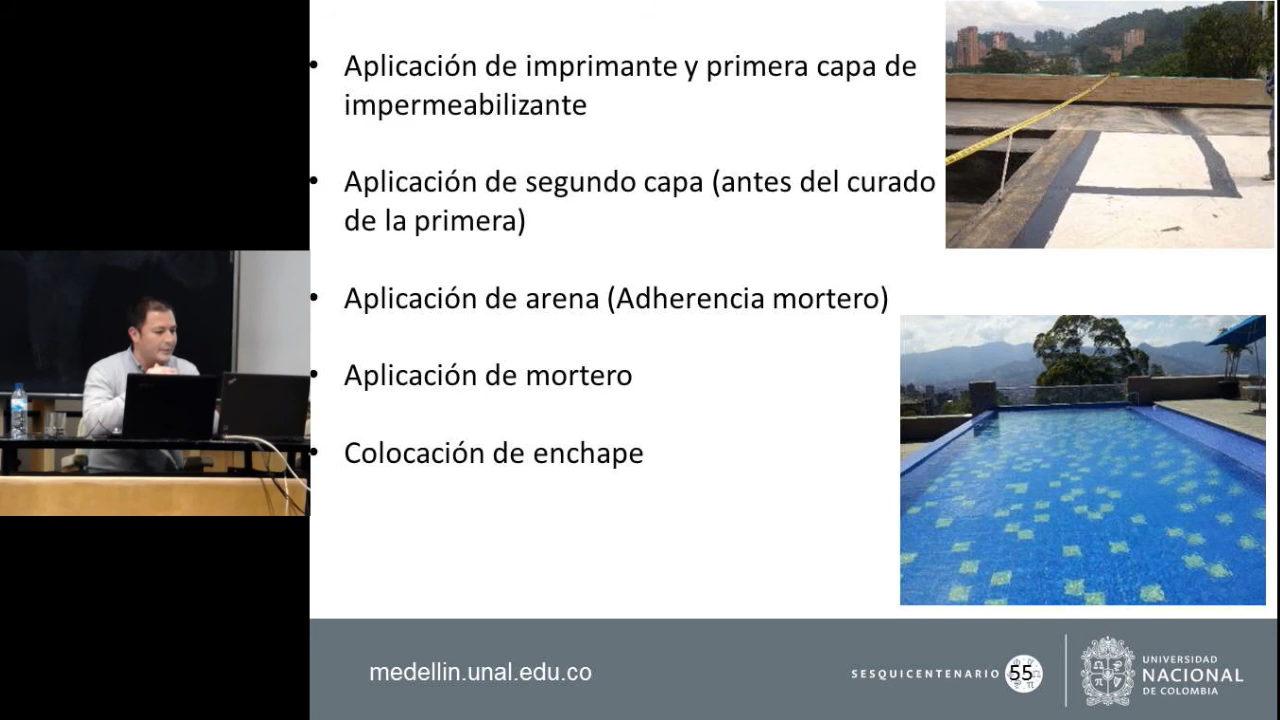 • Aplicación de imprimante y primera capa de
impermeabilizante
• Aplicación de segundo capa (antes del curado
de la primera)
• Aplicación de arena (Adherencia mortero)
• Aplicación de mortero
• Colocación de enchape
medellin.unal.edu.co
SESQUICENTENARIO 55
UNIVERSIDAD
NACIONAL
DE COLOMBIA